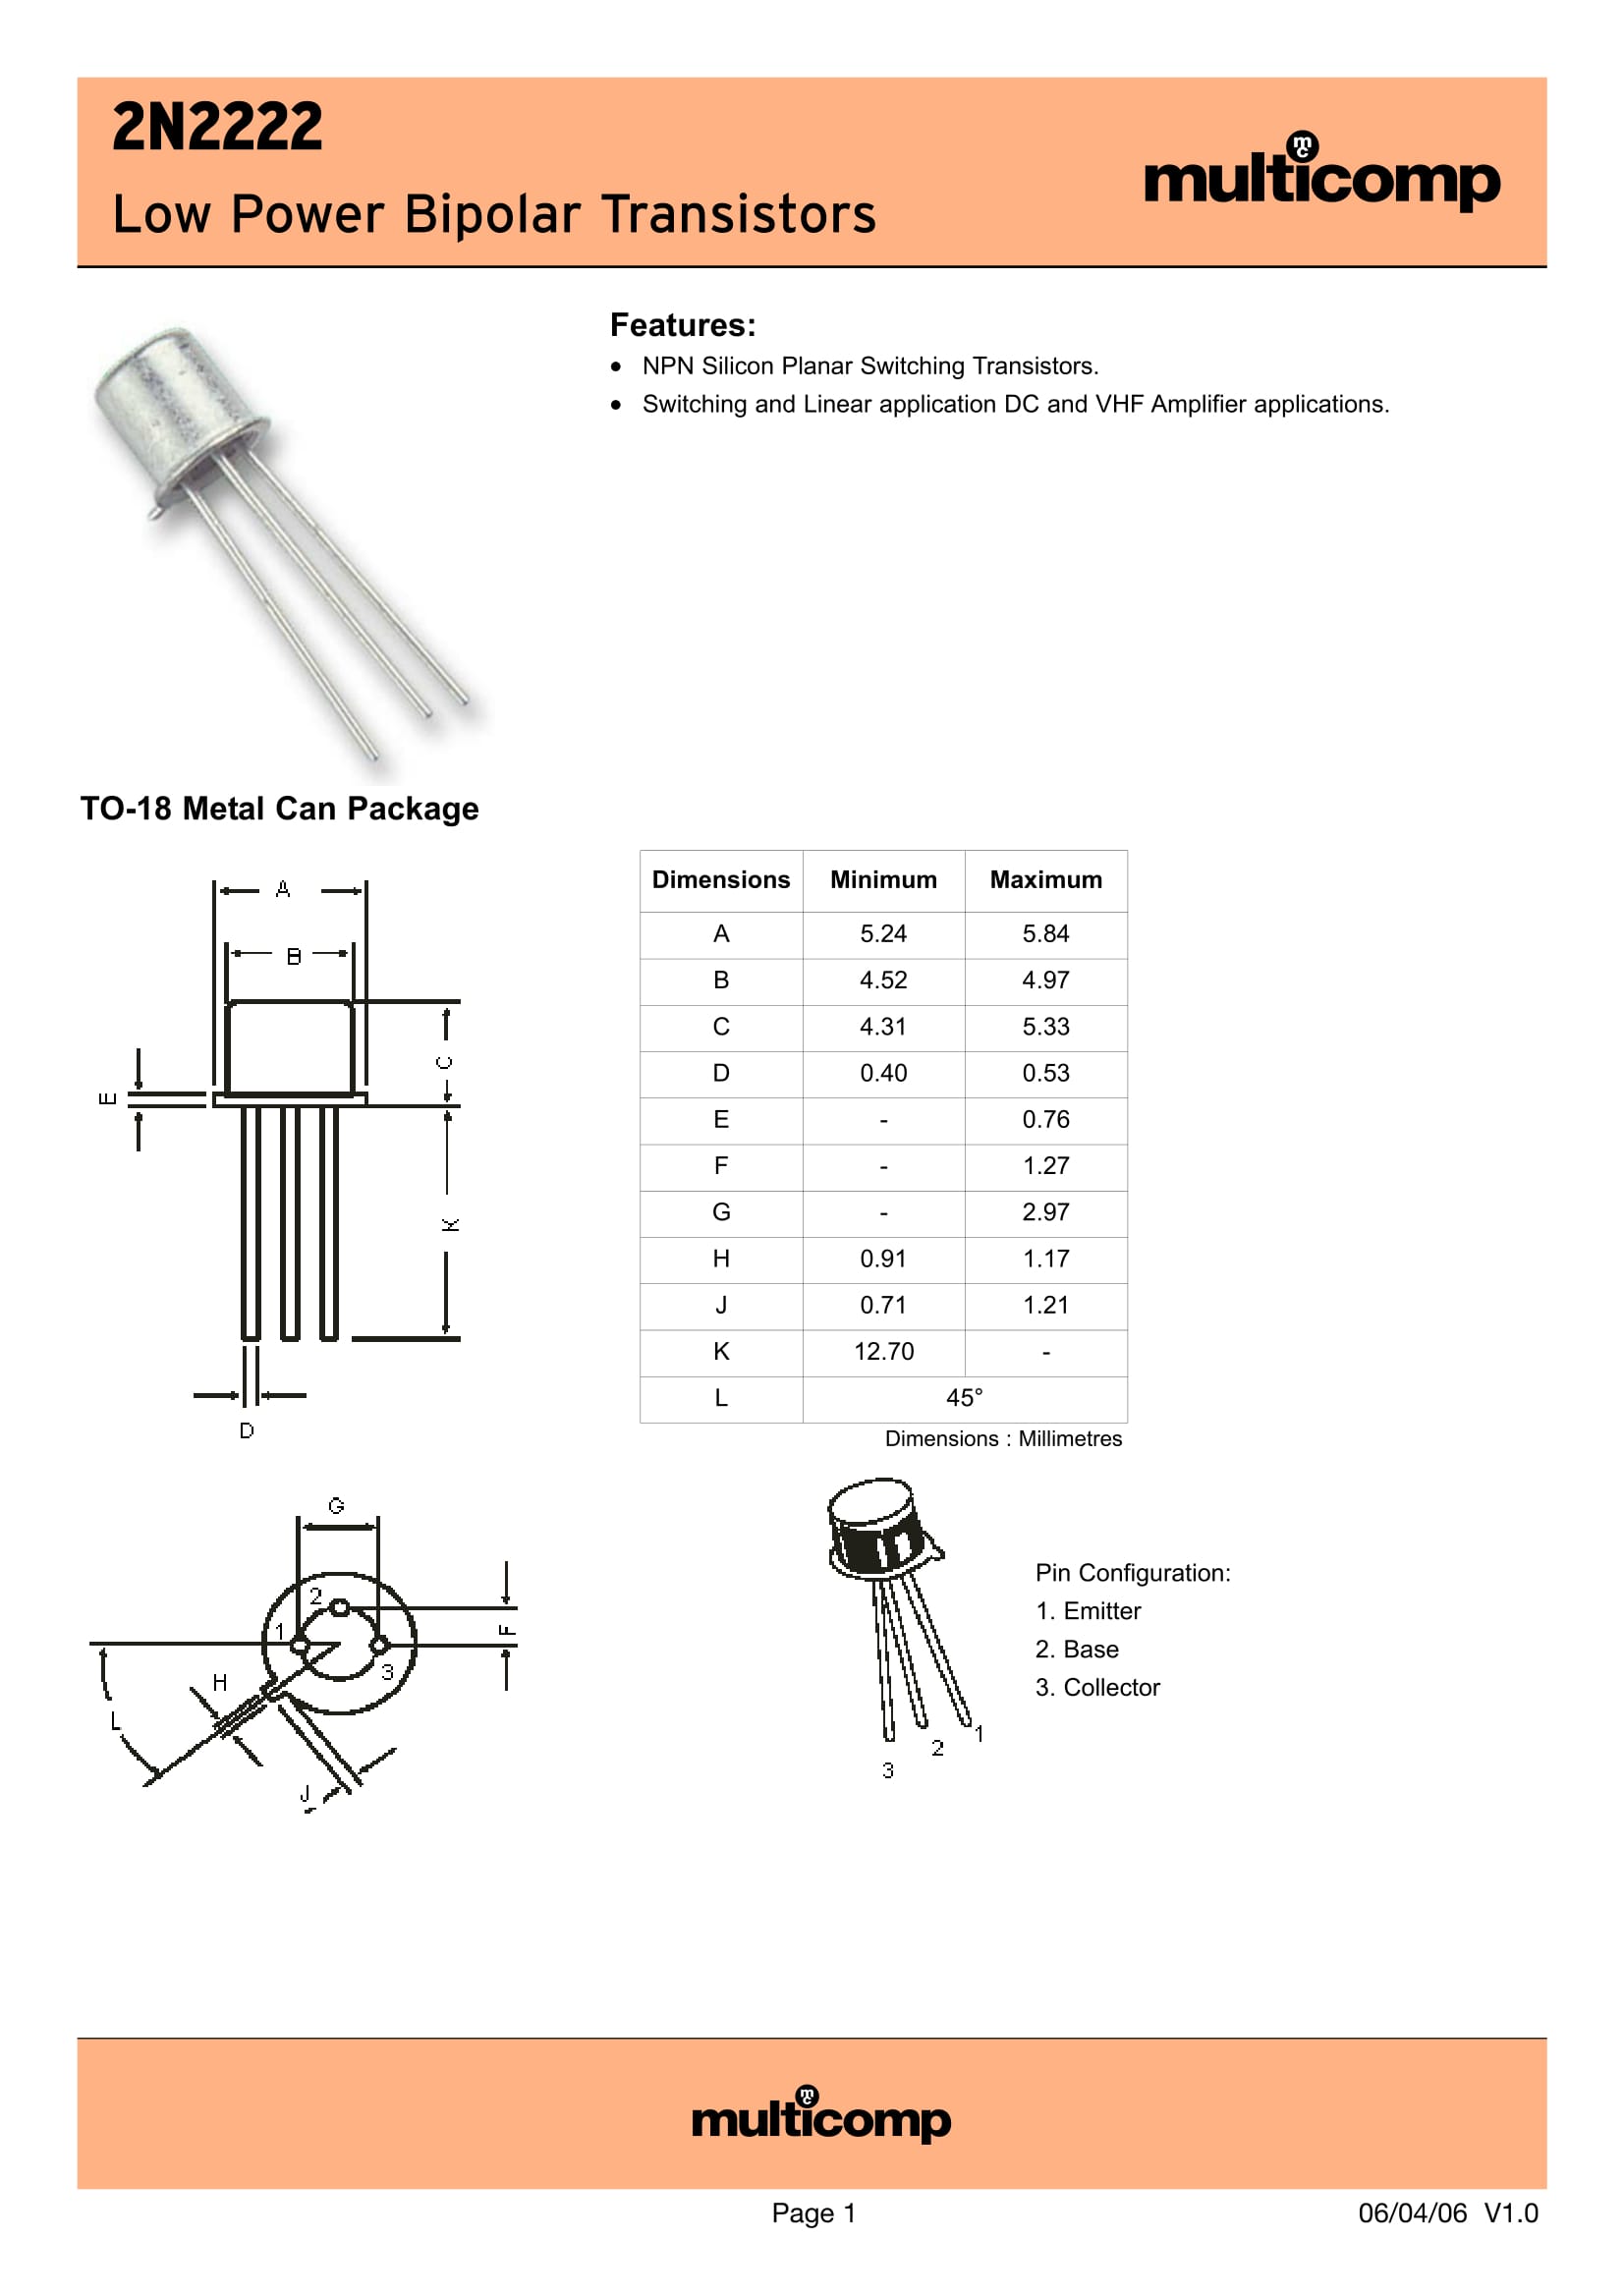 2N2222
Low Power Bipolar Transistors
mc
multicomp
Features:
• NPN Silicon Planar Switching Transistors.
• Switching and Linear application DC and VHF Amplifier applications.
TO-18 Metal Can Package
A
B
C
E
K
D
Dimensions Minimum Maximum
A 5.24 5.84
B 4.52 4.97
C 4.31 5.33
D 0.40 0.53
E - 0.76
F - 1.27
G - 2.97
H 0.91 1.17
J 0.71 1.21
K 12.70 -
L 45°
Dimensions : Millimetres
G
2
1
F
3
H
L
J
1
2
3
Pin Configuration:
1. Emitter
2. Base
3. Collector
mc
multicomp
Page 1
06/04/06 V1.0